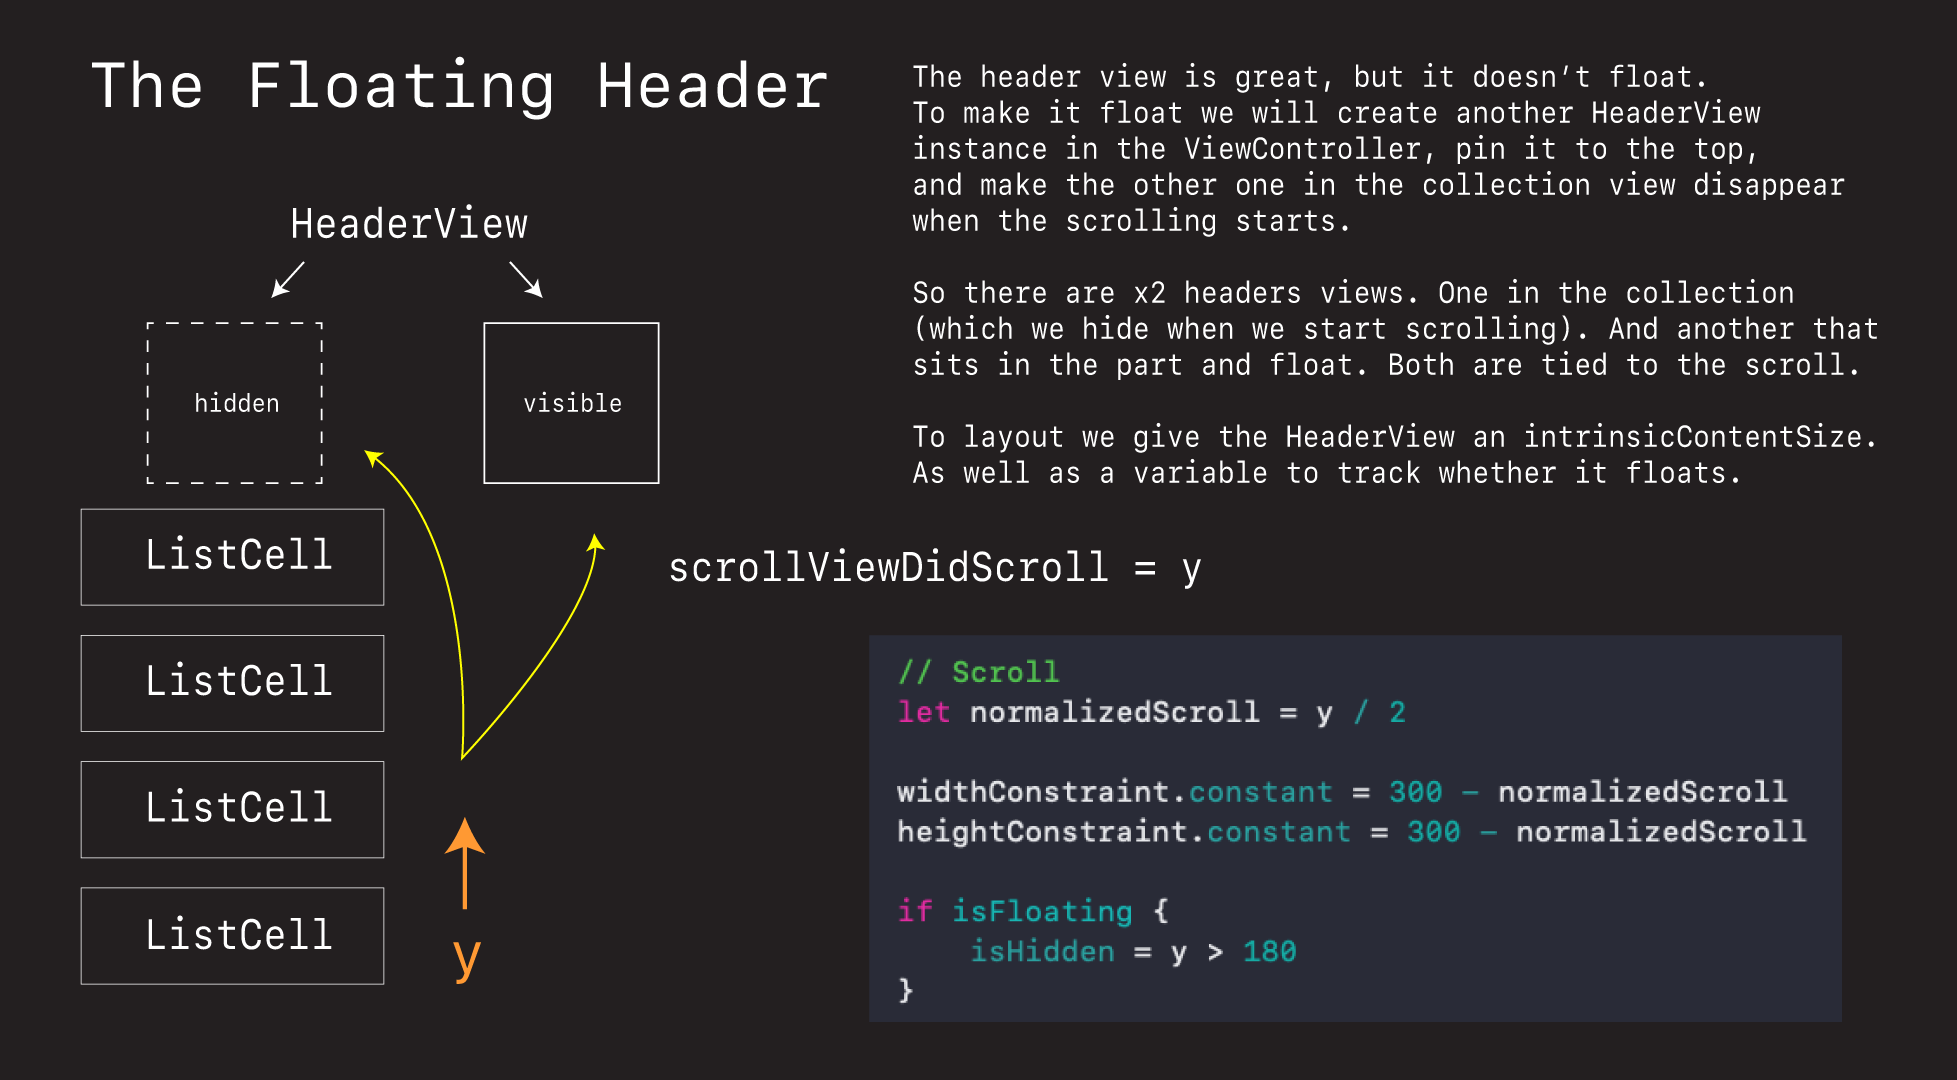 The Floating Header
The header view is great, but it doesn’t float.
To make it float we will create another HeaderView
instance in the ViewController, pin it to the top,
and make the other one in the collection view disappear
when the scrolling starts.
So there are x2 headers views. One in the collection
(which we hide when we start scrolling). And another that
sits in the part and float. Both are tied to the scroll.
To layout we give the HeaderView an intrinsicContentSize.
As well as a variable to track whether it floats.
HeaderView
hidden
visible
ListCell
ListCell
ListCell
ListCell
y
scrollViewDidScroll = y
// Scroll
let normalizedScroll = y / 2
widthConstraint.constant = 300 - normalizedScroll
heightConstraint.constant = 300 - normalizedScroll
if isFloating {
    isHidden = y > 180
}